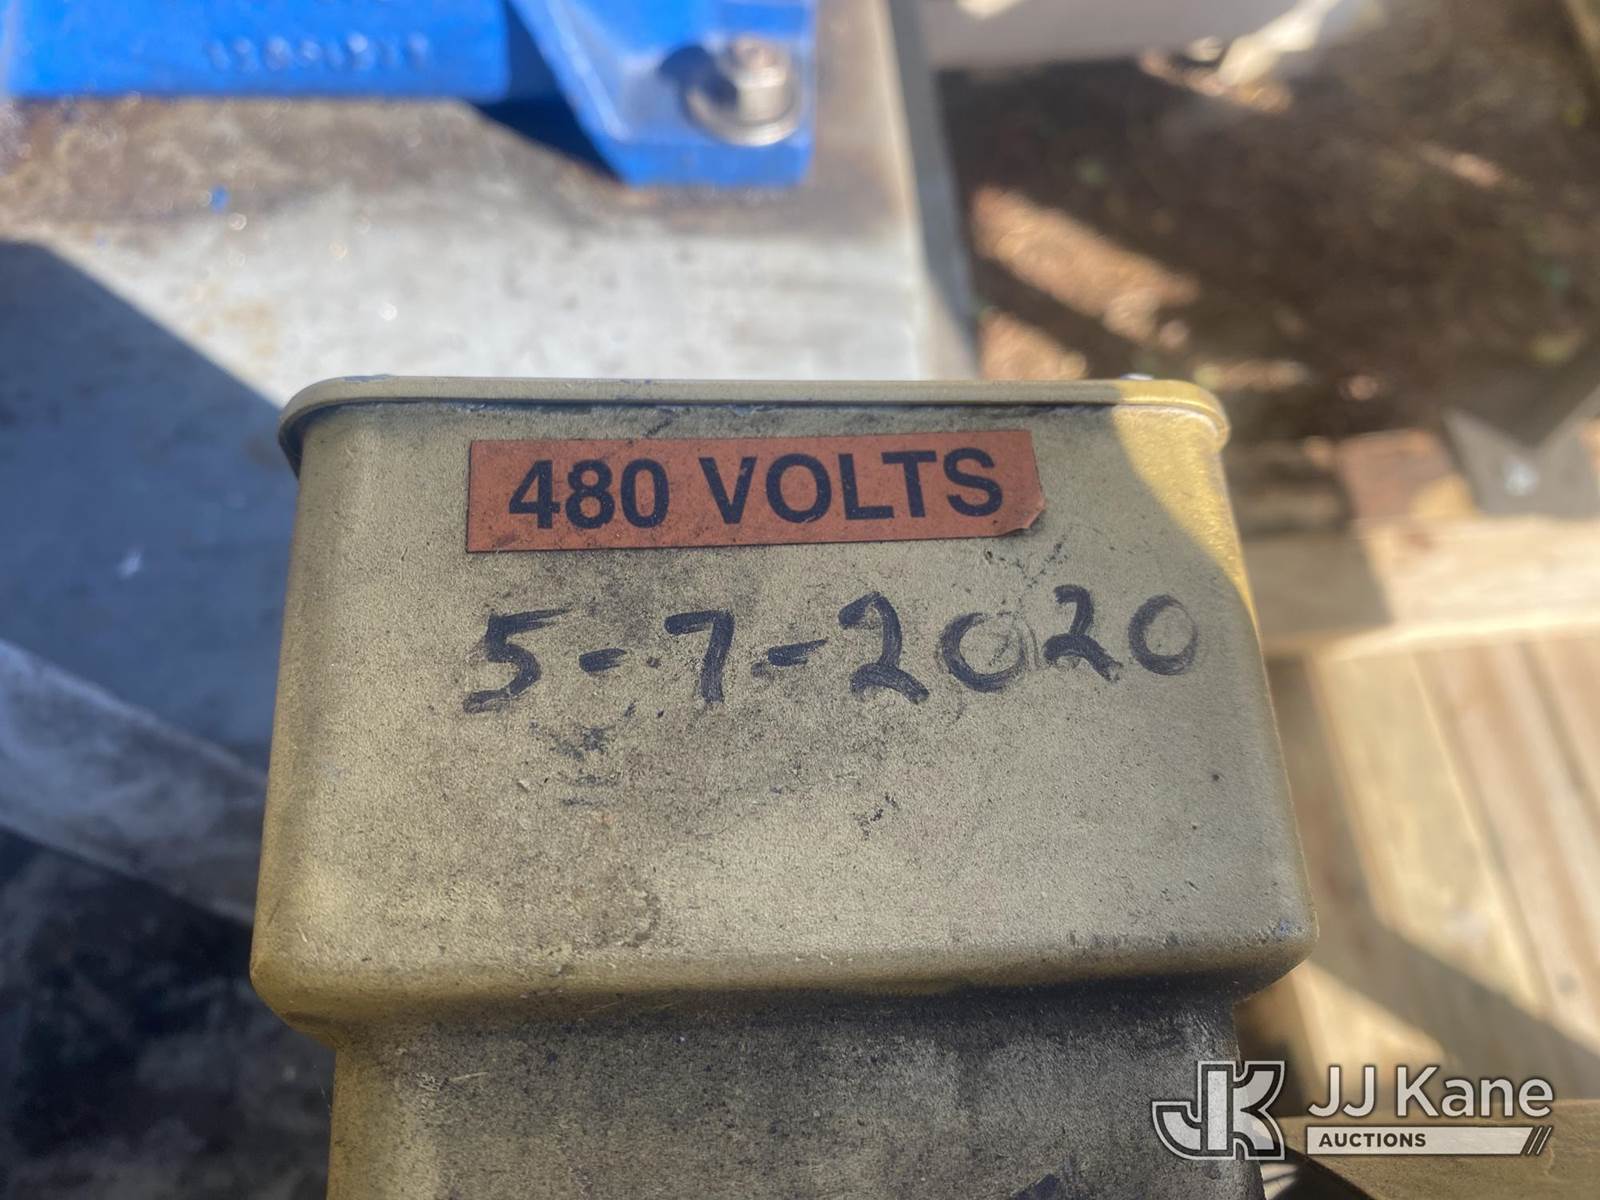 480 VOLTS
5-7-2020
JJ Kane
AUCTIONS